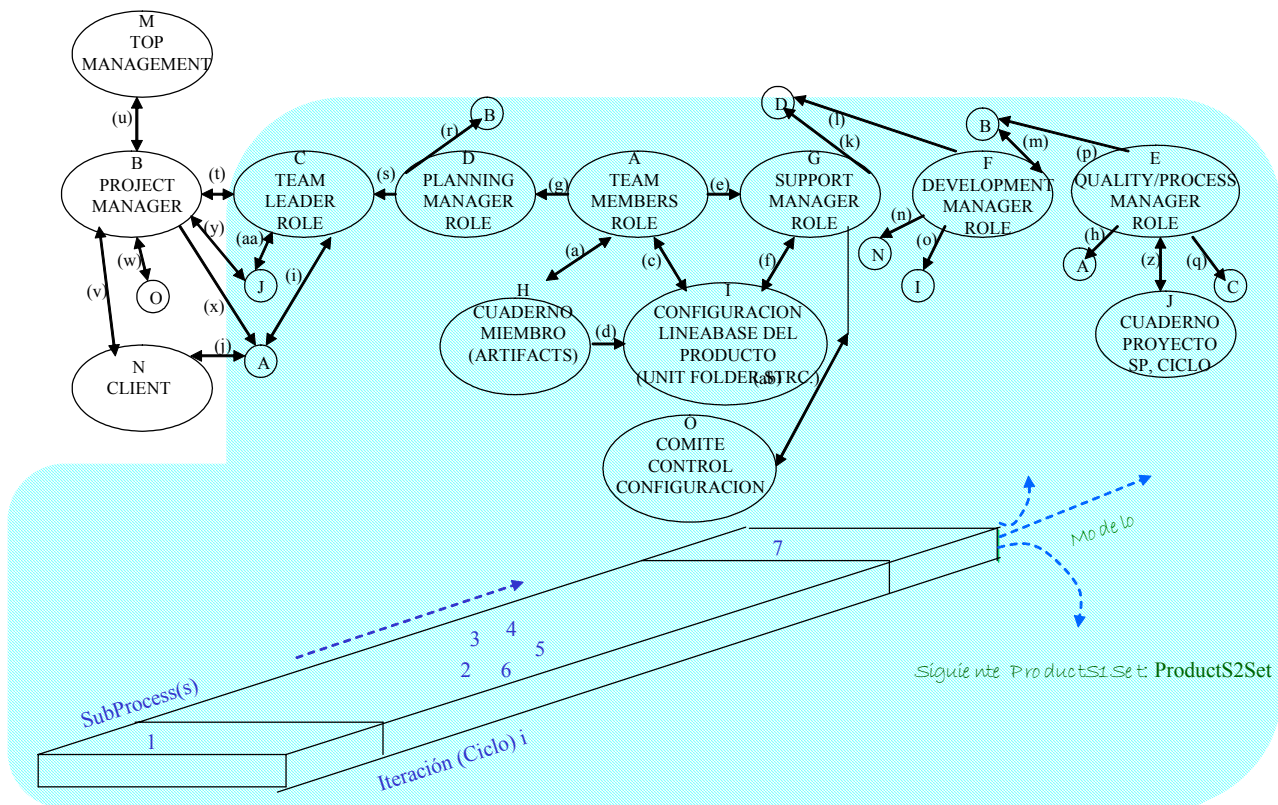 M
TOP
MANAGEMENT
(u)
B
PROJECT
MANAGER
(t)
C
TEAM
LEADER
ROLE
(s)
(r)
B
D
PLANNING
MANAGER
ROLE
(g)
A
TEAM
MEMBERS
ROLE
(e)
D
(l)
(k)
G
SUPPORT
MANAGER
ROLE
B
(m)
(p)
F
DEVELOPMENT
MANAGER
ROLE
E
QUALITY/PROCESS
MANAGER
ROLE
(v)
(w)
O
(y)
(x)
(aa)
J
(i)
(j)
A
N
CLIENT
(a)
(c)
(f)
(n)
N
(o)
I
(h)
A
(z)
(q)
C
H
CUADERNO
MIEMBRO
(ARTIFACTS)
(d)
I
CONFIGURACION
LINEABASE DEL
PRODUCTO
(UNIT FOLDER STRC.)
(ab)
J
CUADERNO
PROYECTO
SP, CICLO
O
COMITE
CONTROL
CONFIGURACION
7
Modelo
3 4
2 6 5
SubProcess(s)
1
Iteración (Ciclo) i
Siguiente ProductS1Set: ProductS2Set